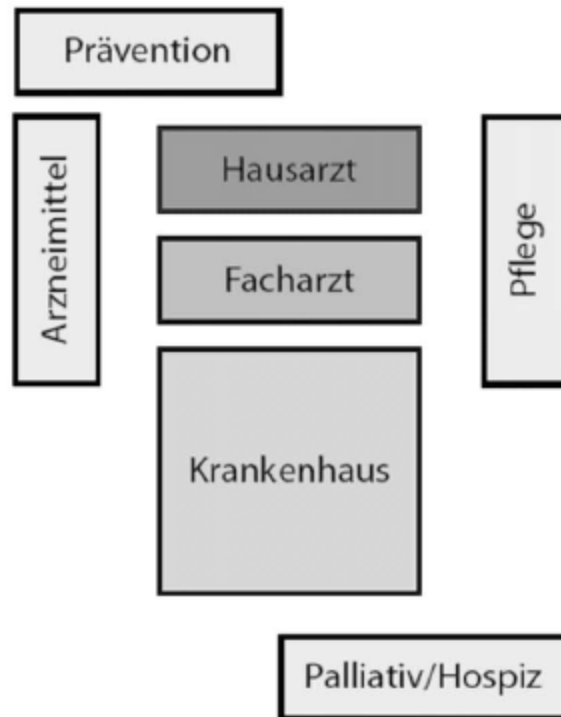 Prävention
Hausarzt
Arzneimittel
Pflege
Facharzt
Krankenhaus
Palliativ/Hospiz